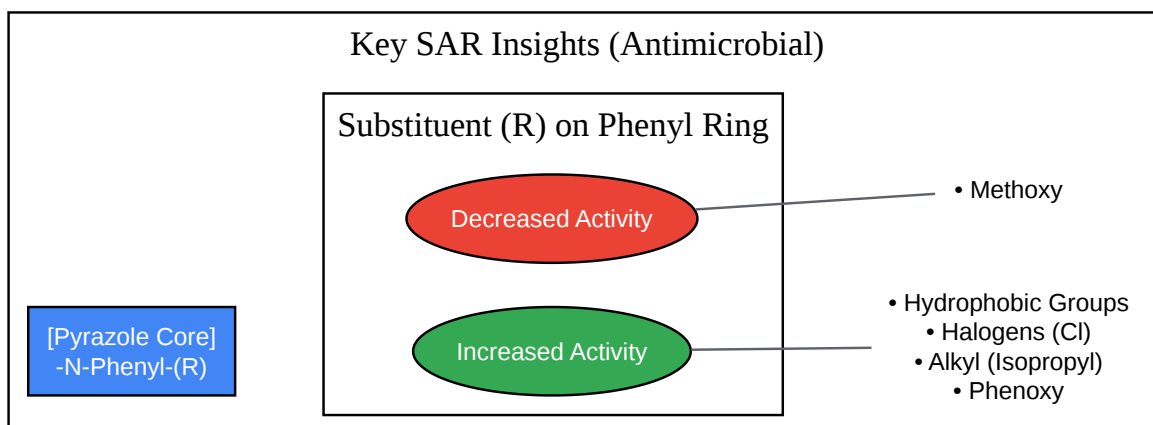 Key SAR Insights (Antimicrobial)
Substituent (R) on Phenyl Ring
Decreased Activity
• Methoxy
[Pyrazole Core]
-N-Phenyl-(R)
Increased Activity
• Hydrophobic Groups
• Halogens (Cl)
• Alkyl (Isopropyl)
• Phenoxy